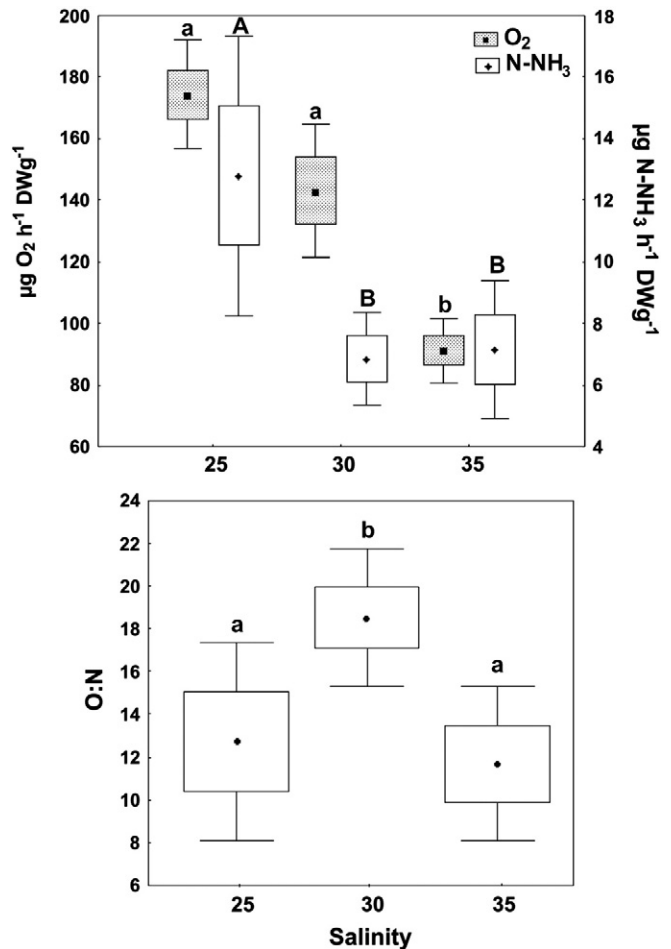 200
180
160
140
120
100
80
60
µg O₂ h⁻¹ DWg⁻¹
a
A
a
B
b
B
O₂
N-NH₃
18
16
14
12
10
8
6
4
µg N-NH₃ h⁻¹ DWg⁻¹
25 30 35
24
22
20
18
16
14
12
10
8
6
O:N
a
b
a
25 30 35
Salinity